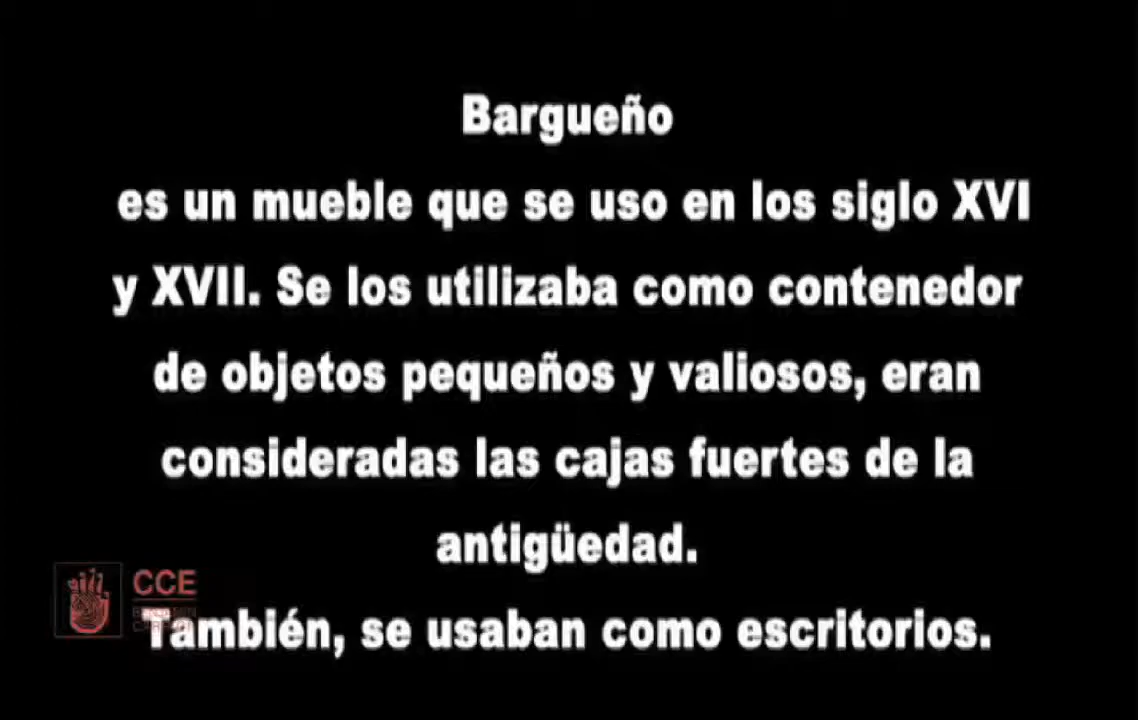 Bargueño
es un mueble que se uso en los siglo XVI
y XVII. Se los utilizaba como contenedor
de objetos pequeños y valiosos, eran
consideradas las cajas fuertes de la
antigüedad.
CCE
También, se usaban como escritorios.